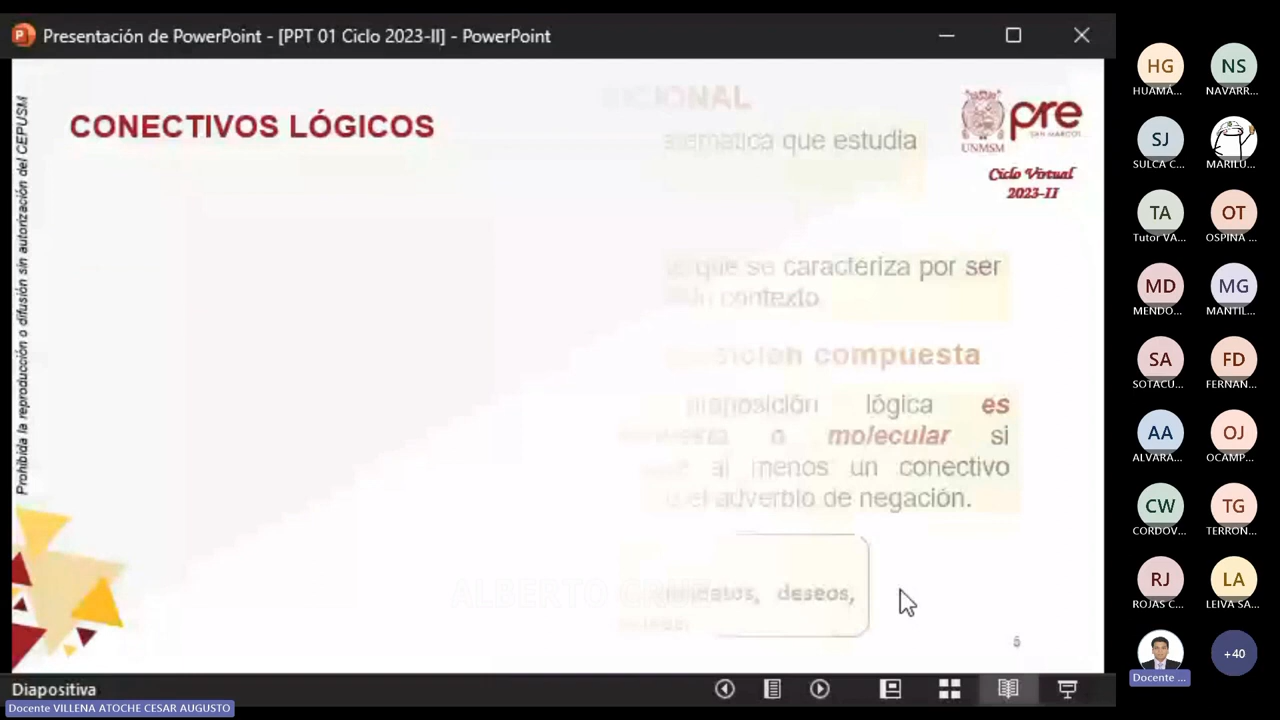 Presentación de PowerPoint - [PPT 01 Ciclo 2023-II] - PowerPoint
Prohibida la reproducción o difusión sin autorización del CEPUSM
CONECTIVOS LÓGICOS
UNMSM
pre
SAN MARCOS
Ciclo Virtual
2023-II
que estudia
que se caracteriza por ser
contexto
compuesta
lógica es
o molecular si
al menos un conectivo
o el adverbio de negación.
ALBERTO CRUZ
deseos,
6
Diapositiva
Docente VILLENA ATOCHE CESAR AUGUSTO
HG
HUAMÁ...
NS
NAVARR...
SJ
SULCA C...
MARILU...
TA
Tutor VA...
OT
OSPINA ...
MD
MENDO...
MG
MANTIL...
SA
SOTACU...
FD
FERNAN...
AA
ALVARA...
OJ
OCAMP...
CW
CORDOV...
TG
TERRON...
RJ
ROJAS C...
LA
LEIVA SA...
Docente ...
+40